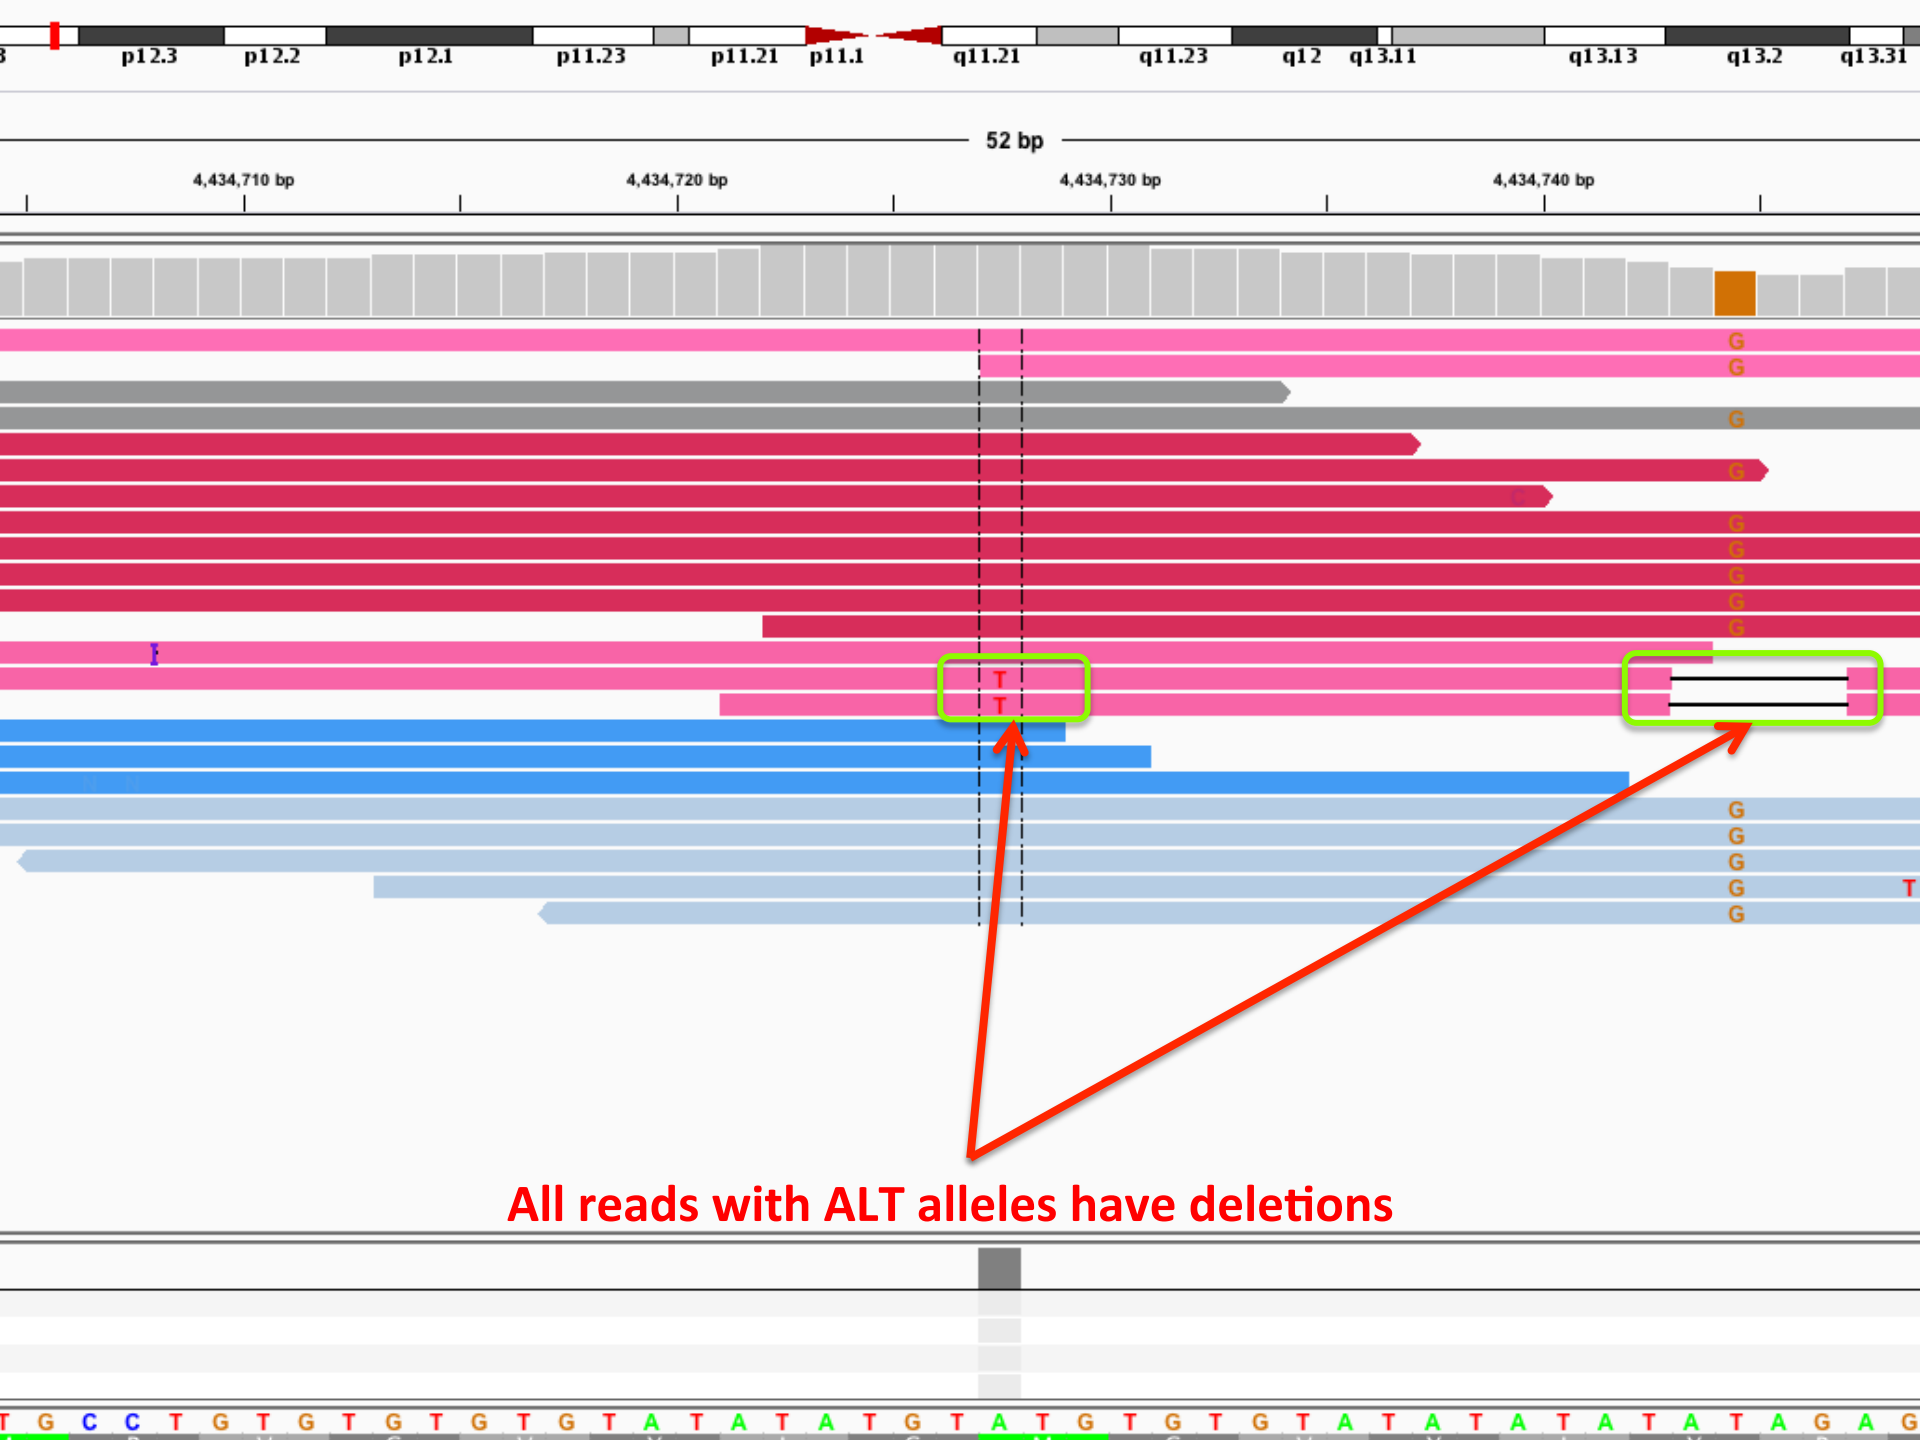 3 p12.3 p12.2 p12.1 p11.23 p11.21 p11.1 q11.21 q11.23 q12 q13.11 q13.13 q13.2 q13.31
52 bp
4,434,710 bp 4,434,720 bp 4,434,730 bp 4,434,740 bp
G
G
G
G
C
G
G
G
G
G
I
T
T
N N
G
G
G
G T
G
All reads with ALT alleles have deletions
T G C C T G T G T G T G T G T A T A T A T G T A T G T G T G T A T A T A T A T A T A G A G